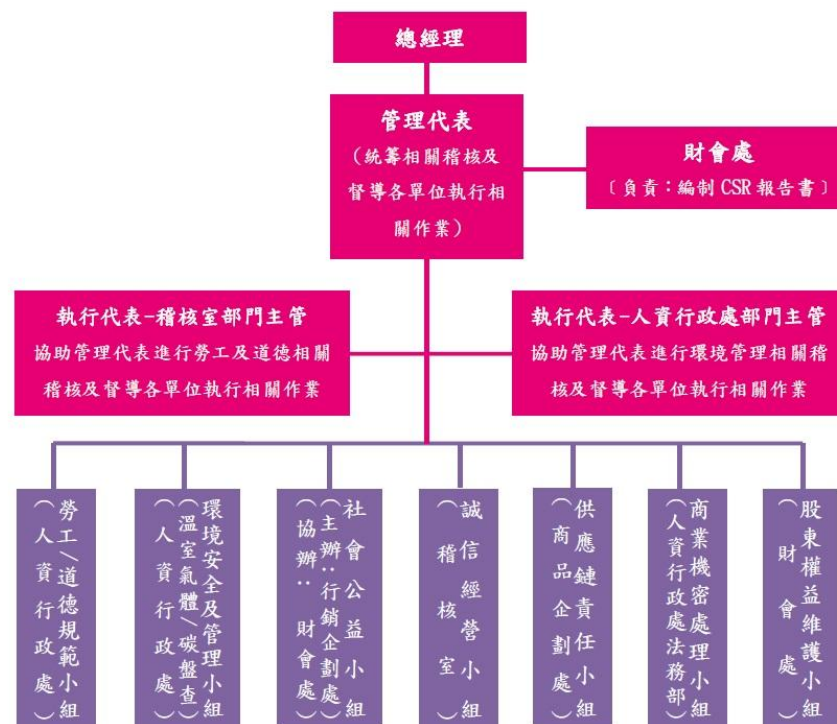 總經理
管理代表
(統籌相關稽核及
督導各單位執行相
關作業)
財會處
〔負責：編制 CSR 報告書〕
執行代表-稽核室部門主管
協助管理代表進行勞工及道德相關
稽核及督導各單位執行相關作業
執行代表-人資行政處部門主管
協助管理代表進行環境管理相關稽
核及督導各單位執行相關作業
勞工/道德規範小組
(人資行政處)
環境安全及管理小組
(溫室氣體/碳盤查)
(人資行政處)
社會公益小組
(主辦：行銷企劃處)
(協辦：財會處)
誠信經營小組
(稽核室)
供應鏈責任小組
(商品企劃處)
商業機密處理小組
(人資行政處法務部)
股東權益維護小組
(財會處)